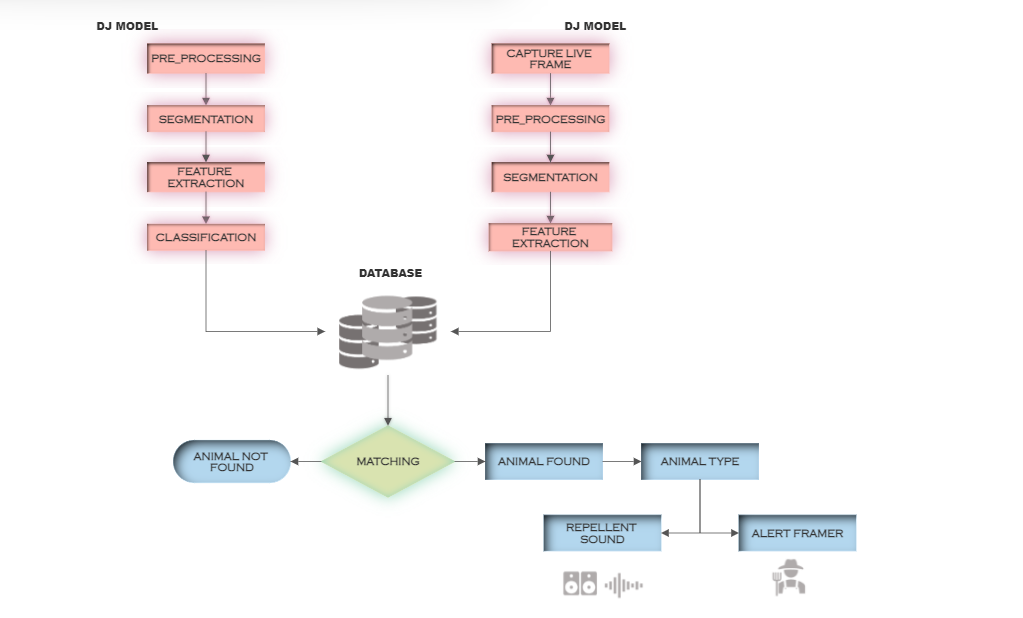 DJ MODEL
PRE_PROCESSING
SEGMENTATION
FEATURE
EXTRACTION
CLASSIFICATION
DJ MODEL
CAPTURE LIVE
FRAME
PRE_PROCESSING
SEGMENTATION
FEATURE
EXTRACTION
DATABASE
MATCHING
ANIMAL NOT
FOUND
ANIMAL FOUND
ANIMAL TYPE
REPELLENT
SOUND
ALERT FRAMER